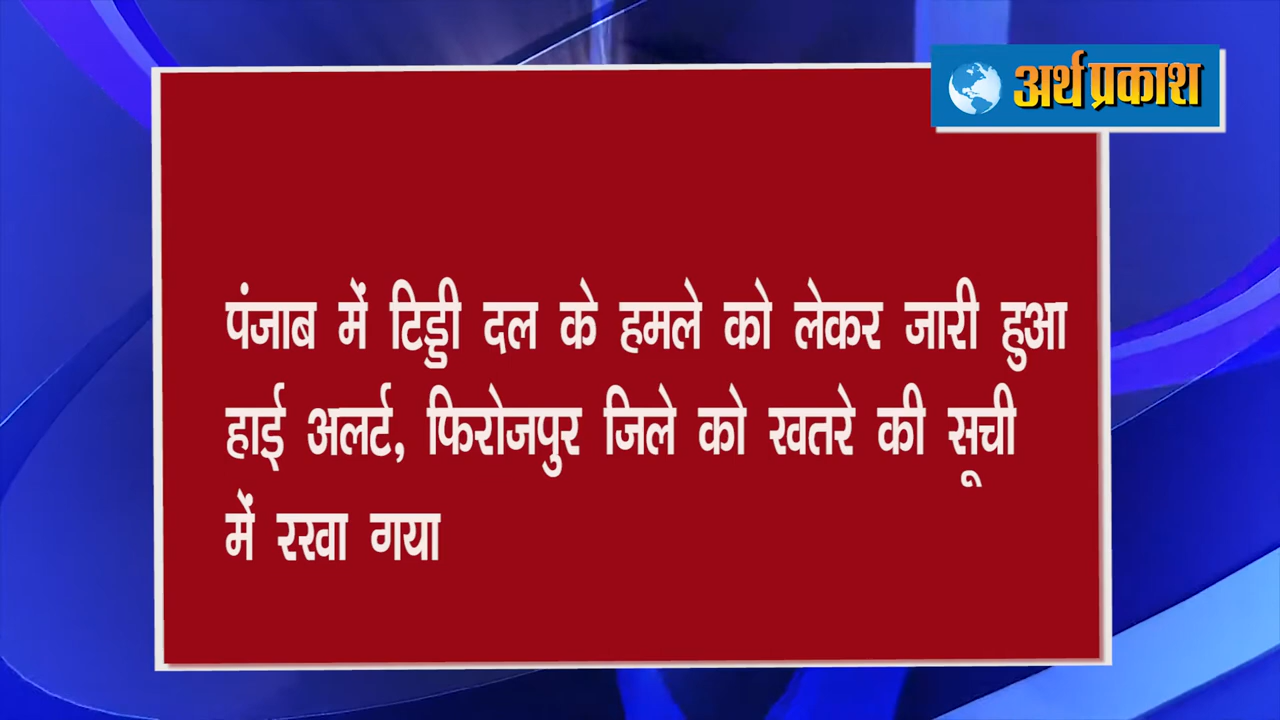 अर्थ प्रकाश
पंजाब में टिड्डी दल के हमले को लेकर जारी हुआ
हाई अलर्ट, फिरोजपुर जिले को खतरे की सूची
में रखा गया